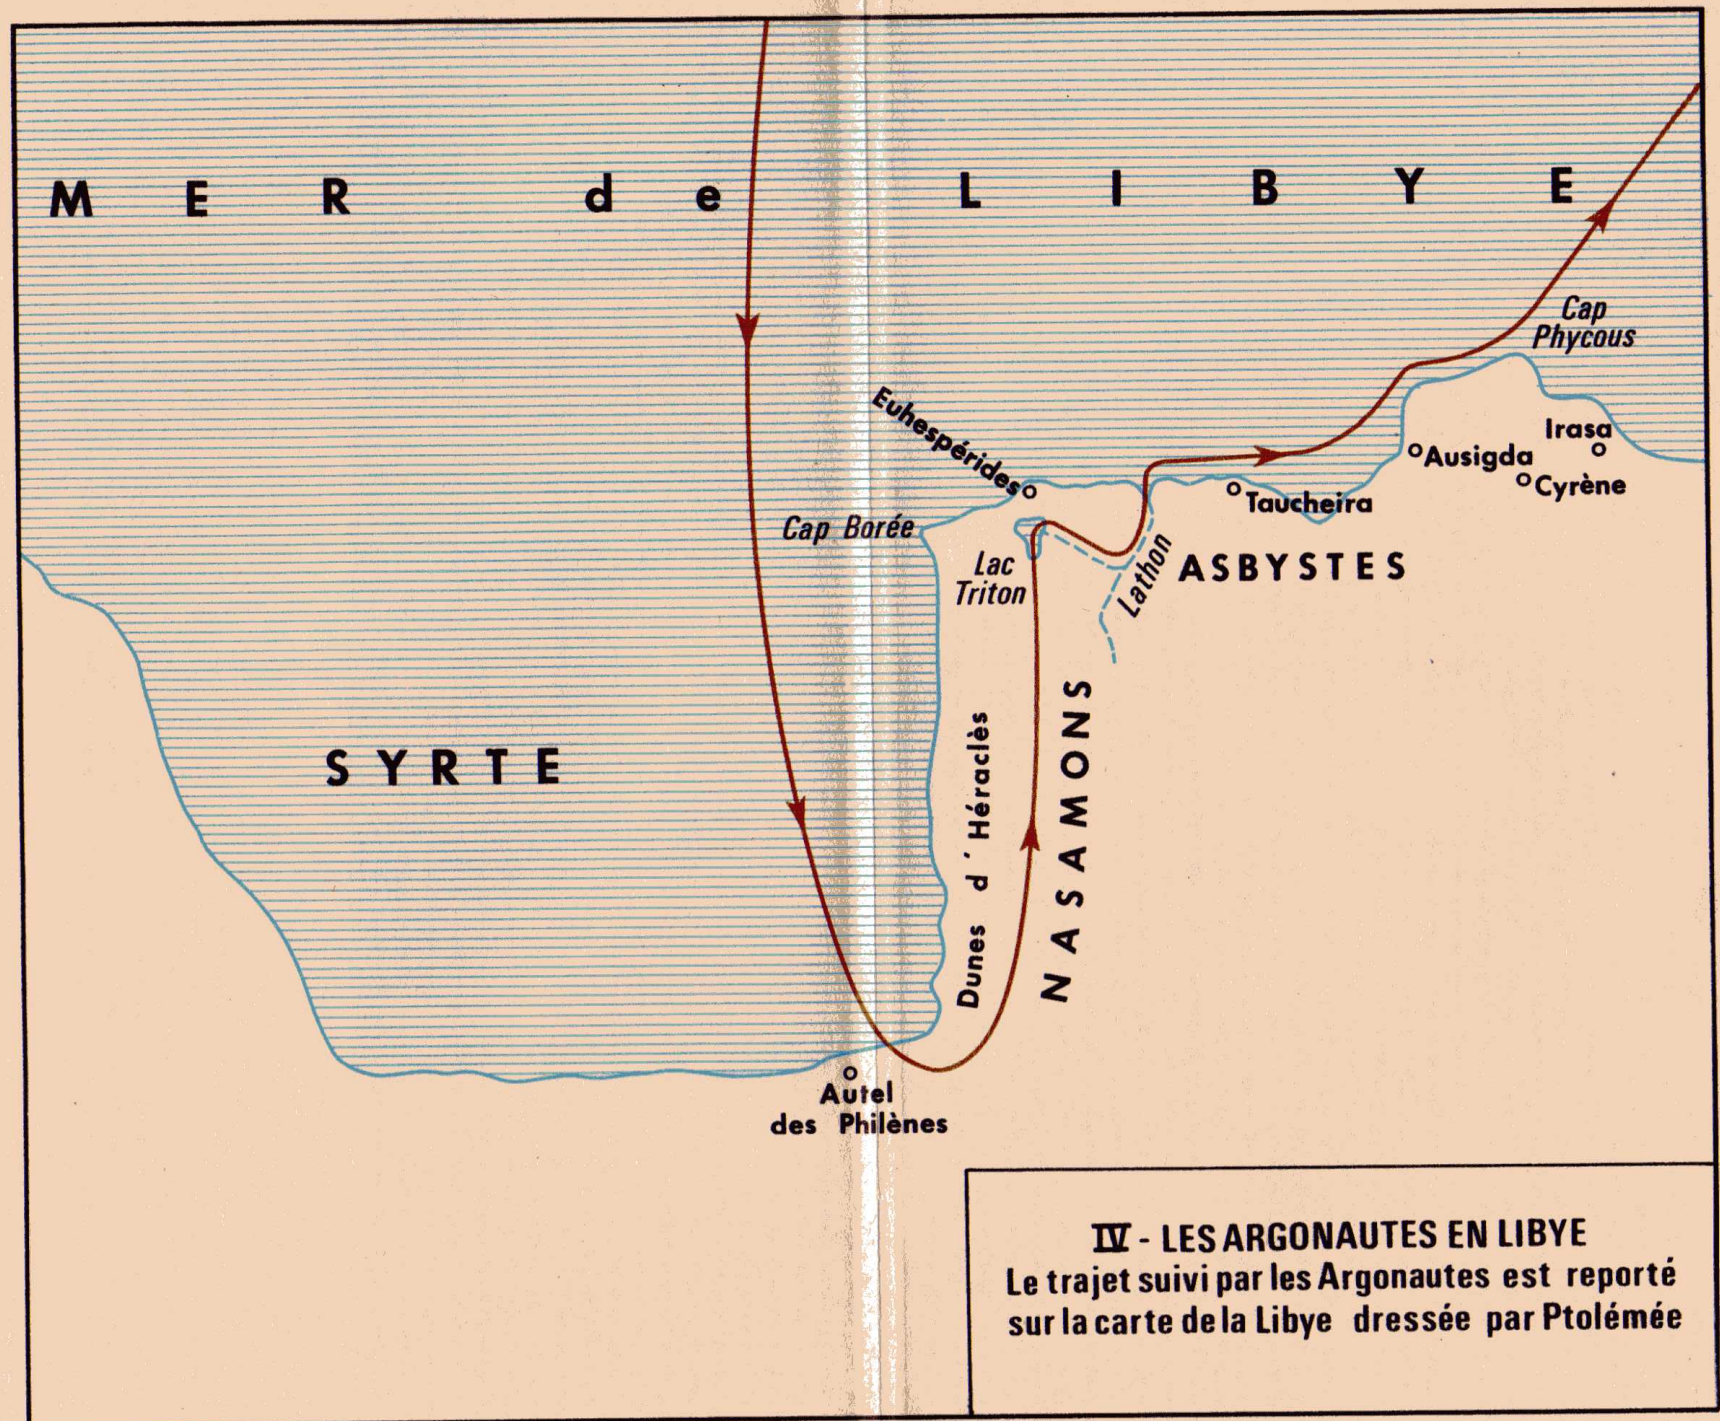 MER de LIBYE
Cap
Phycous
Euhespérides
Irasa
Ausigda
Cyrène
Taucheira
Cap Borée
Lac
Triton
Lathon
ASBYSTES
SYRTE
Dunes d'Héraclès
NASAMONS
Autel
des Philènes
IV - LES ARGONAUTES EN LIBYE
Le trajet suivi par les Argonautes est reporté
sur la carte de la Libye dressée par Ptolémée